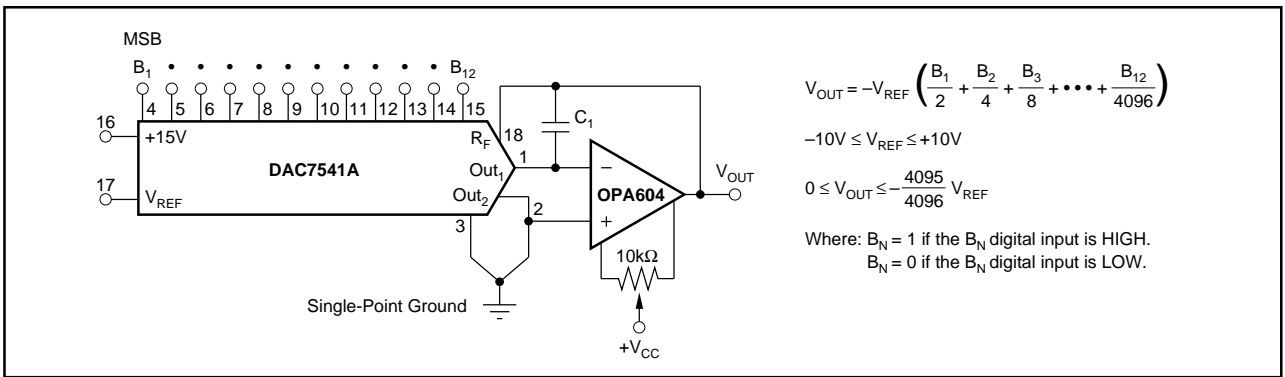 MSB
B1 • • • • • • • • • • B12
4 5 6 7 8 9 10 11 12 13 14 15
16
+15V
RF
18
C1
DAC7541A
Out1
1
−
OPA604
VOUT
17
VREF
Out2
2
+
3
10kΩ
Single-Point Ground
+VCC
VOUT = –VREF (B1/2 + B2/4 + B3/8 + • • • + B12/4096)
–10V ≤ VREF ≤ +10V
0 ≤ VOUT ≤ –4095/4096 VREF
Where: BN = 1 if the BN digital input is HIGH.
BN = 0 if the BN digital input is LOW.